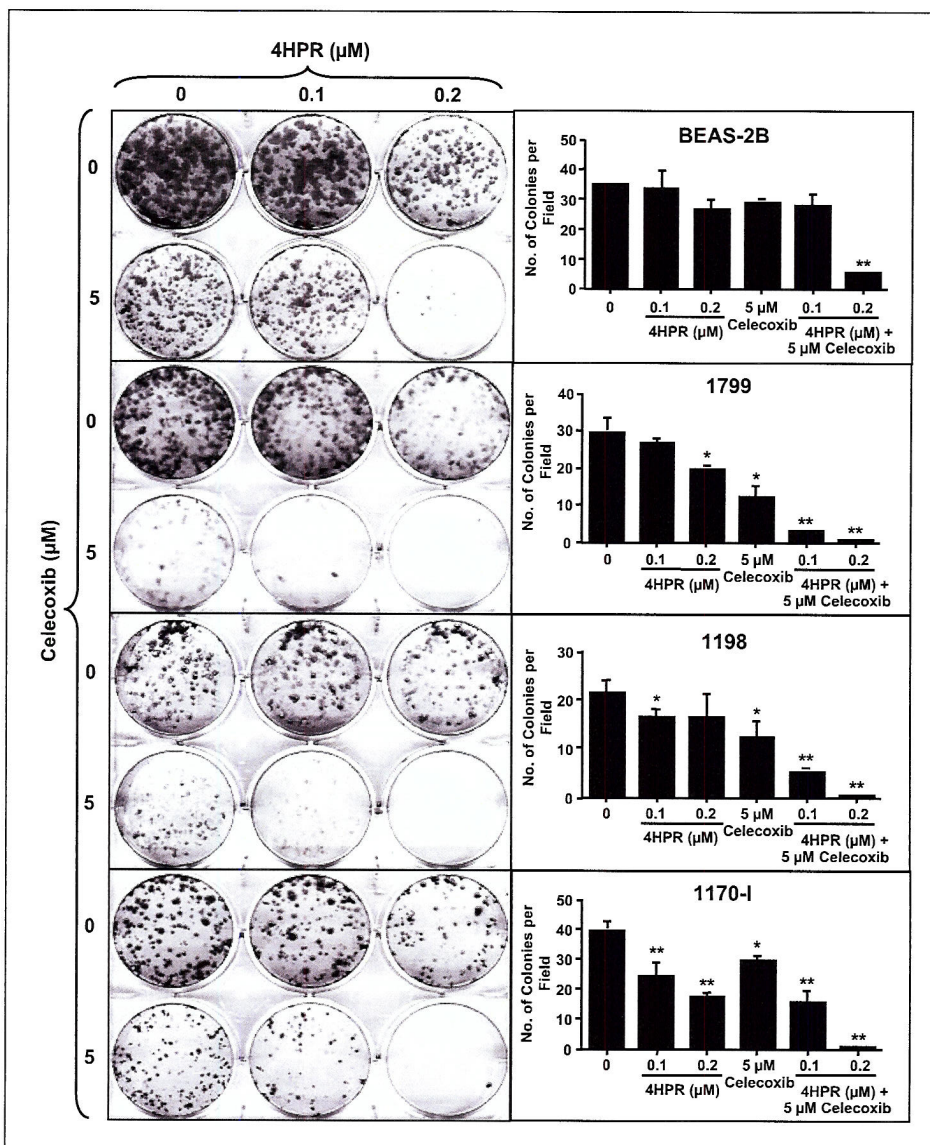 4HPR (µM)
0 0.1 0.2
Celecoxib (µM)
0
5
0
5
0
5
0
5
BEAS-2B
No. of Colonies per
Field
50
40
30
20
10
0
**
0 0.1 0.2 5 µM 0.1 0.2
4HPR (µM) Celecoxib 4HPR (µM) +
5 µM Celecoxib
1799
No. of Colonies per
Field
40
30
20
10
0
* * ** **
0 0.1 0.2 5 µM 0.1 0.2
4HPR (µM) Celecoxib 4HPR (µM) +
5 µM Celecoxib
1198
No. of Colonies per
Field
30
20
10
0
* * ** **
0 0.1 0.2 5 µM 0.1 0.2
4HPR (µM) Celecoxib 4HPR (µM) +
5 µM Celecoxib
1170-I
No. of Colonies per
Field
50
40
30
20
10
0
** ** * ** **
0 0.1 0.2 5 µM 0.1 0.2
4HPR (µM) Celecoxib 4HPR (µM) +
5 µM Celecoxib